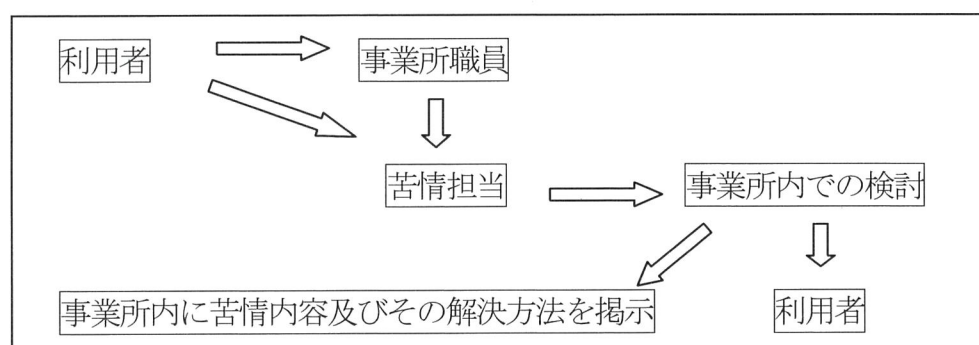 利用者
事業所職員
苦情担当
事業所内での検討
事業所内に苦情内容及びその解決方法を掲示
利用者